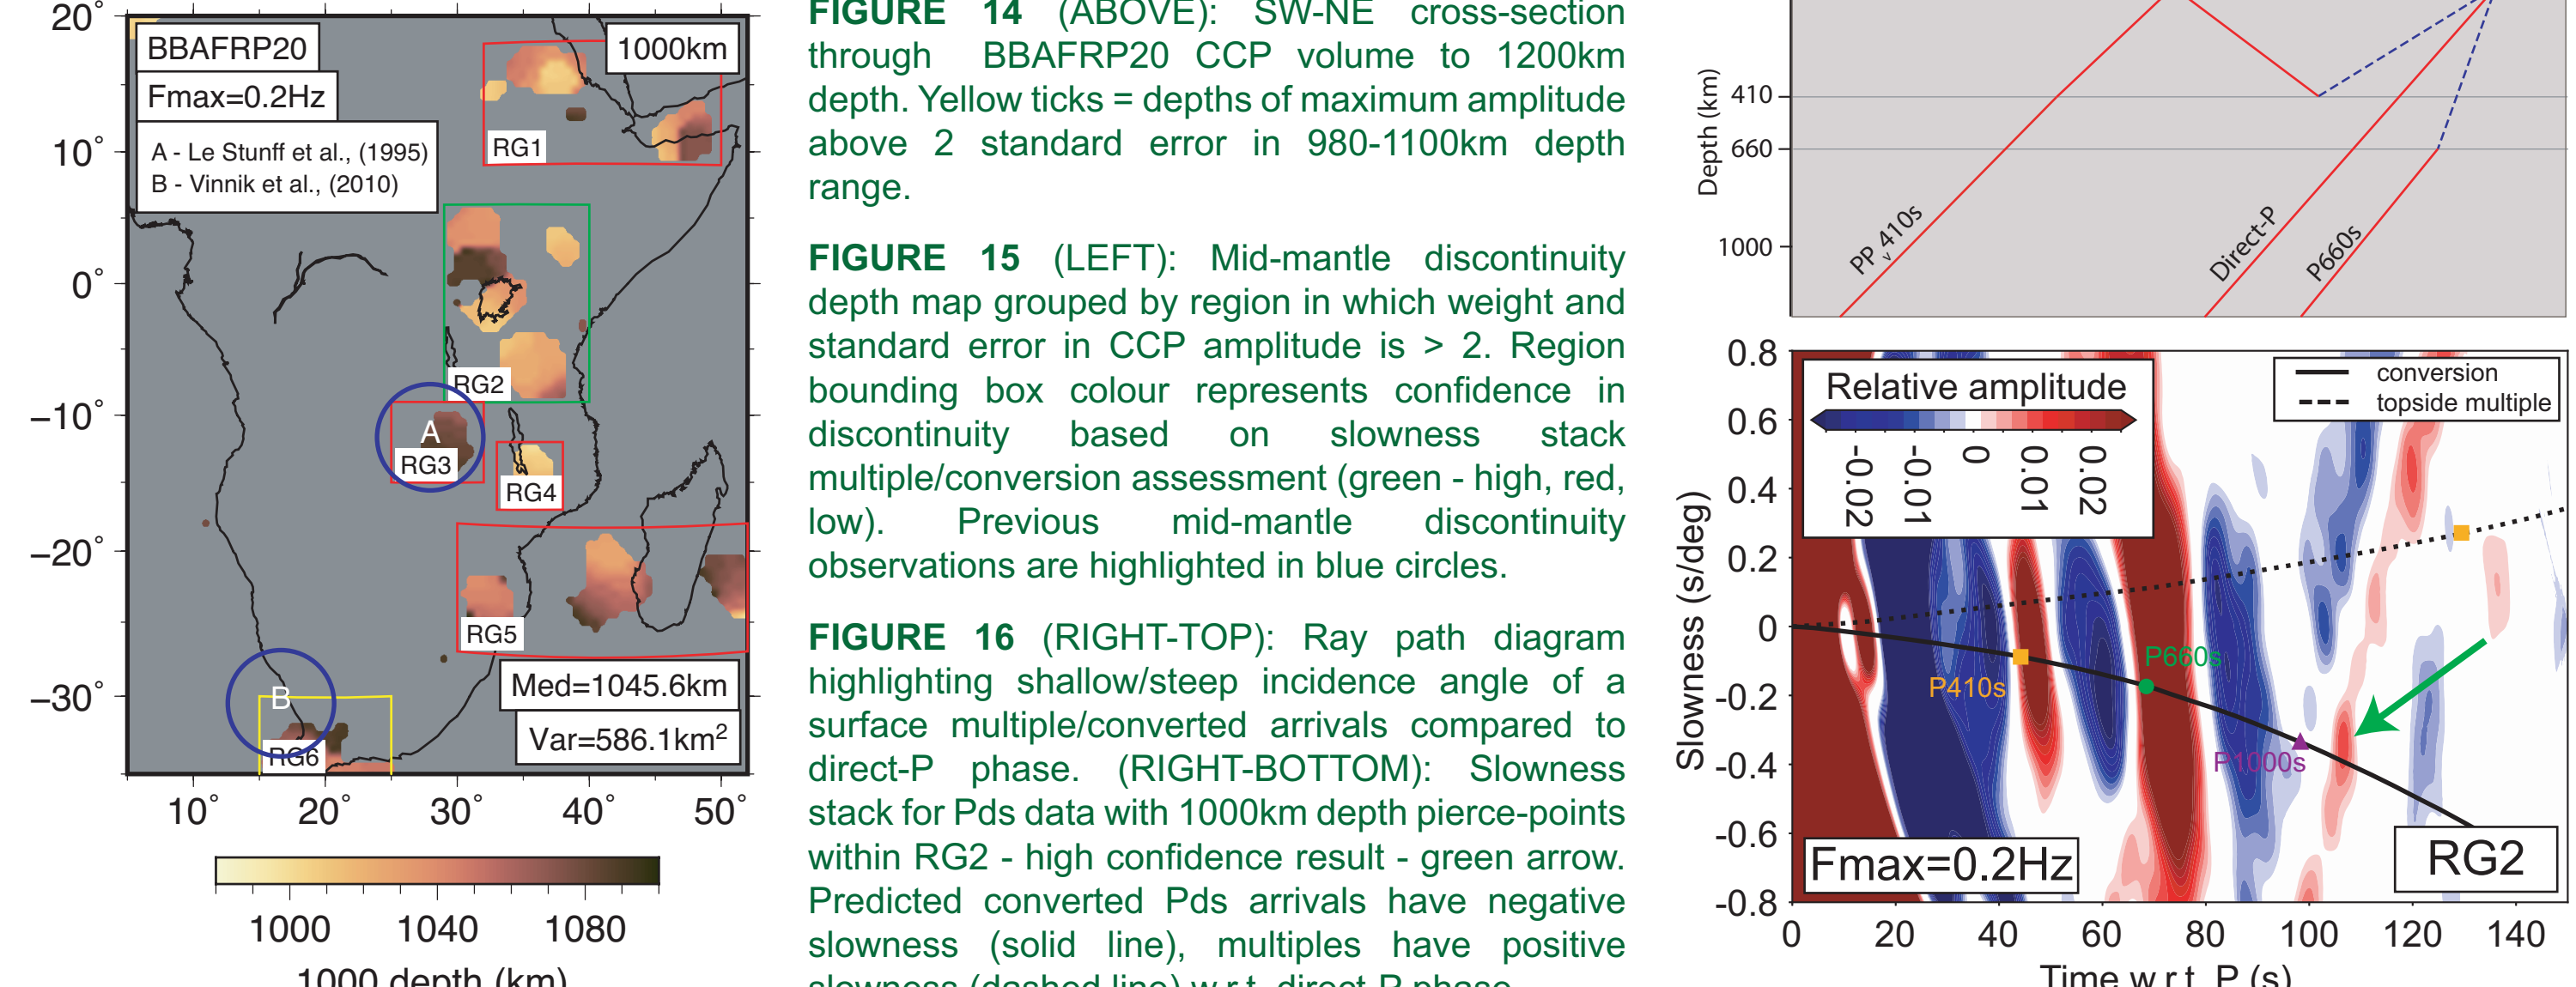 20°
10°
0°
−10°
−20°
−30°
BBAFRP20
Fmax=0.2Hz
A - Le Stunff et al., (1995)
B - Vinnik et al., (2010)
1000km
RG1
RG2
A
RG3
RG4
RG5
B
RG6
Med=1045.6km
Var=586.1km²
10° 20° 30° 40° 50°
1000 1040 1080
1000 depth (km)
FIGURE 14 (ABOVE): SW-NE cross-section
through BBAFRP20 CCP volume to 1200km
depth. Yellow ticks = depths of maximum amplitude
above 2 standard error in 980-1100km depth
range.
FIGURE 15 (LEFT): Mid-mantle discontinuity
depth map grouped by region in which weight and
standard error in CCP amplitude is > 2. Region
bounding box colour represents confidence in
discontinuity based on slowness stack
multiple/conversion assessment (green - high, red,
low). Previous mid-mantle discontinuity
observations are highlighted in blue circles.
FIGURE 16 (RIGHT-TOP): Ray path diagram
highlighting shallow/steep incidence angle of a
surface multiple/converted arrivals compared to
direct-P phase. (RIGHT-BOTTOM): Slowness
stack for Pds data with 1000km depth pierce-points
within RG2 - high confidence result - green arrow.
Predicted converted Pds arrivals have negative
slowness (solid line), multiples have positive
slowness (dashed line) w.r.t. direct-P phase.
Depth (km)
410
660
1000
PPv410s
Direct-P
P660s
Slowness (s/deg)
0.8
0.6
0.4
0.2
0
-0.2
-0.4
-0.6
-0.8
Relative amplitude
-0.02 -0.01 0 0.01 0.02
conversion
topside multiple
P410s
P660s
P1000s
Fmax=0.2Hz
RG2
0 20 40 60 80 100 120 140
Time w.r.t. P (s)